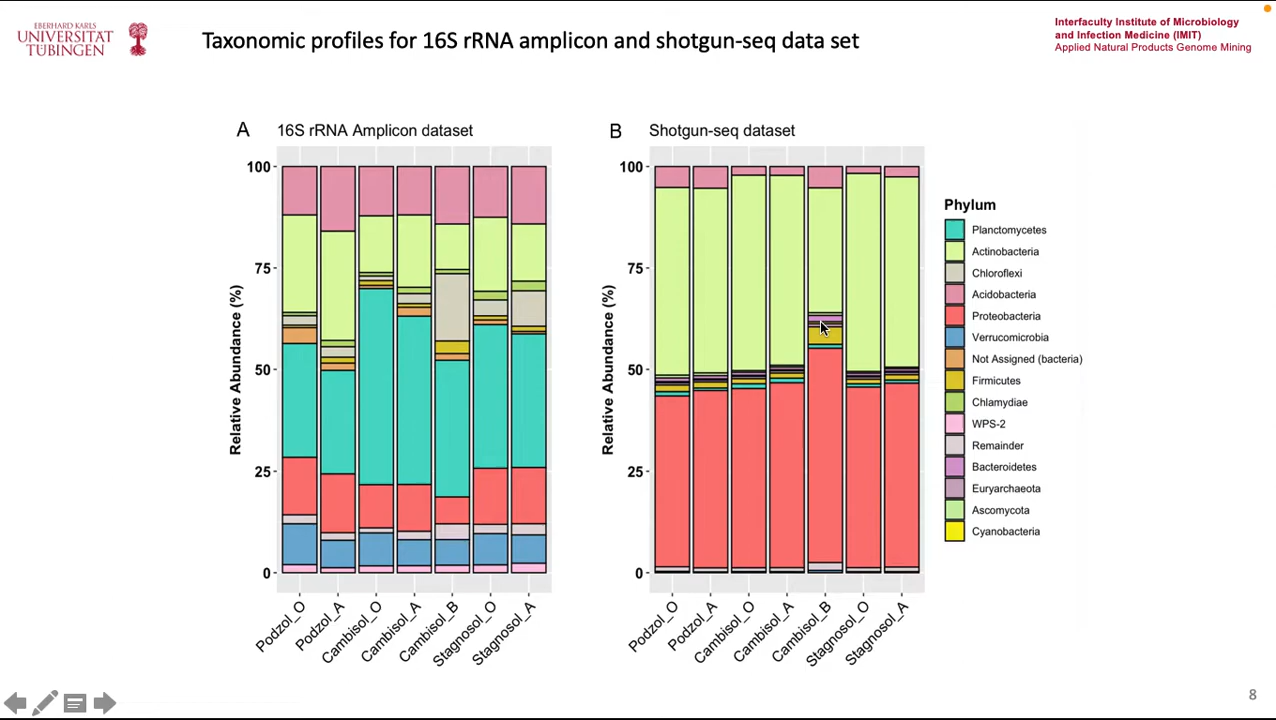 EBERHARD KARLS
UNIVERSITÄT
TÜBINGEN
Taxonomic profiles for 16S rRNA amplicon and shotgun-seq data set
Interfaculty Institute of Microbiology
and Infection Medicine (IMIT)
Applied Natural Products Genome Mining
A 16S rRNA Amplicon dataset
Relative Abundance (%)
100
75
50
25
0
Podzol_O
Podzol_A
Cambisol_O
Cambisol_A
Cambisol_B
Stagnosol_O
Stagnosol_A
B Shotgun-seq dataset
Relative Abundance (%)
100
75
50
25
0
Podzol_O
Podzol_A
Cambisol_O
Cambisol_A
Cambisol_B
Stagnosol_O
Stagnosol_A
Phylum
Planctomycetes
Actinobacteria
Chloroflexi
Acidobacteria
Proteobacteria
Verrucomicrobia
Not Assigned (bacteria)
Firmicutes
Chlamydiae
WPS-2
Remainder
Bacteroidetes
Euryarchaeota
Ascomycota
Cyanobacteria
8